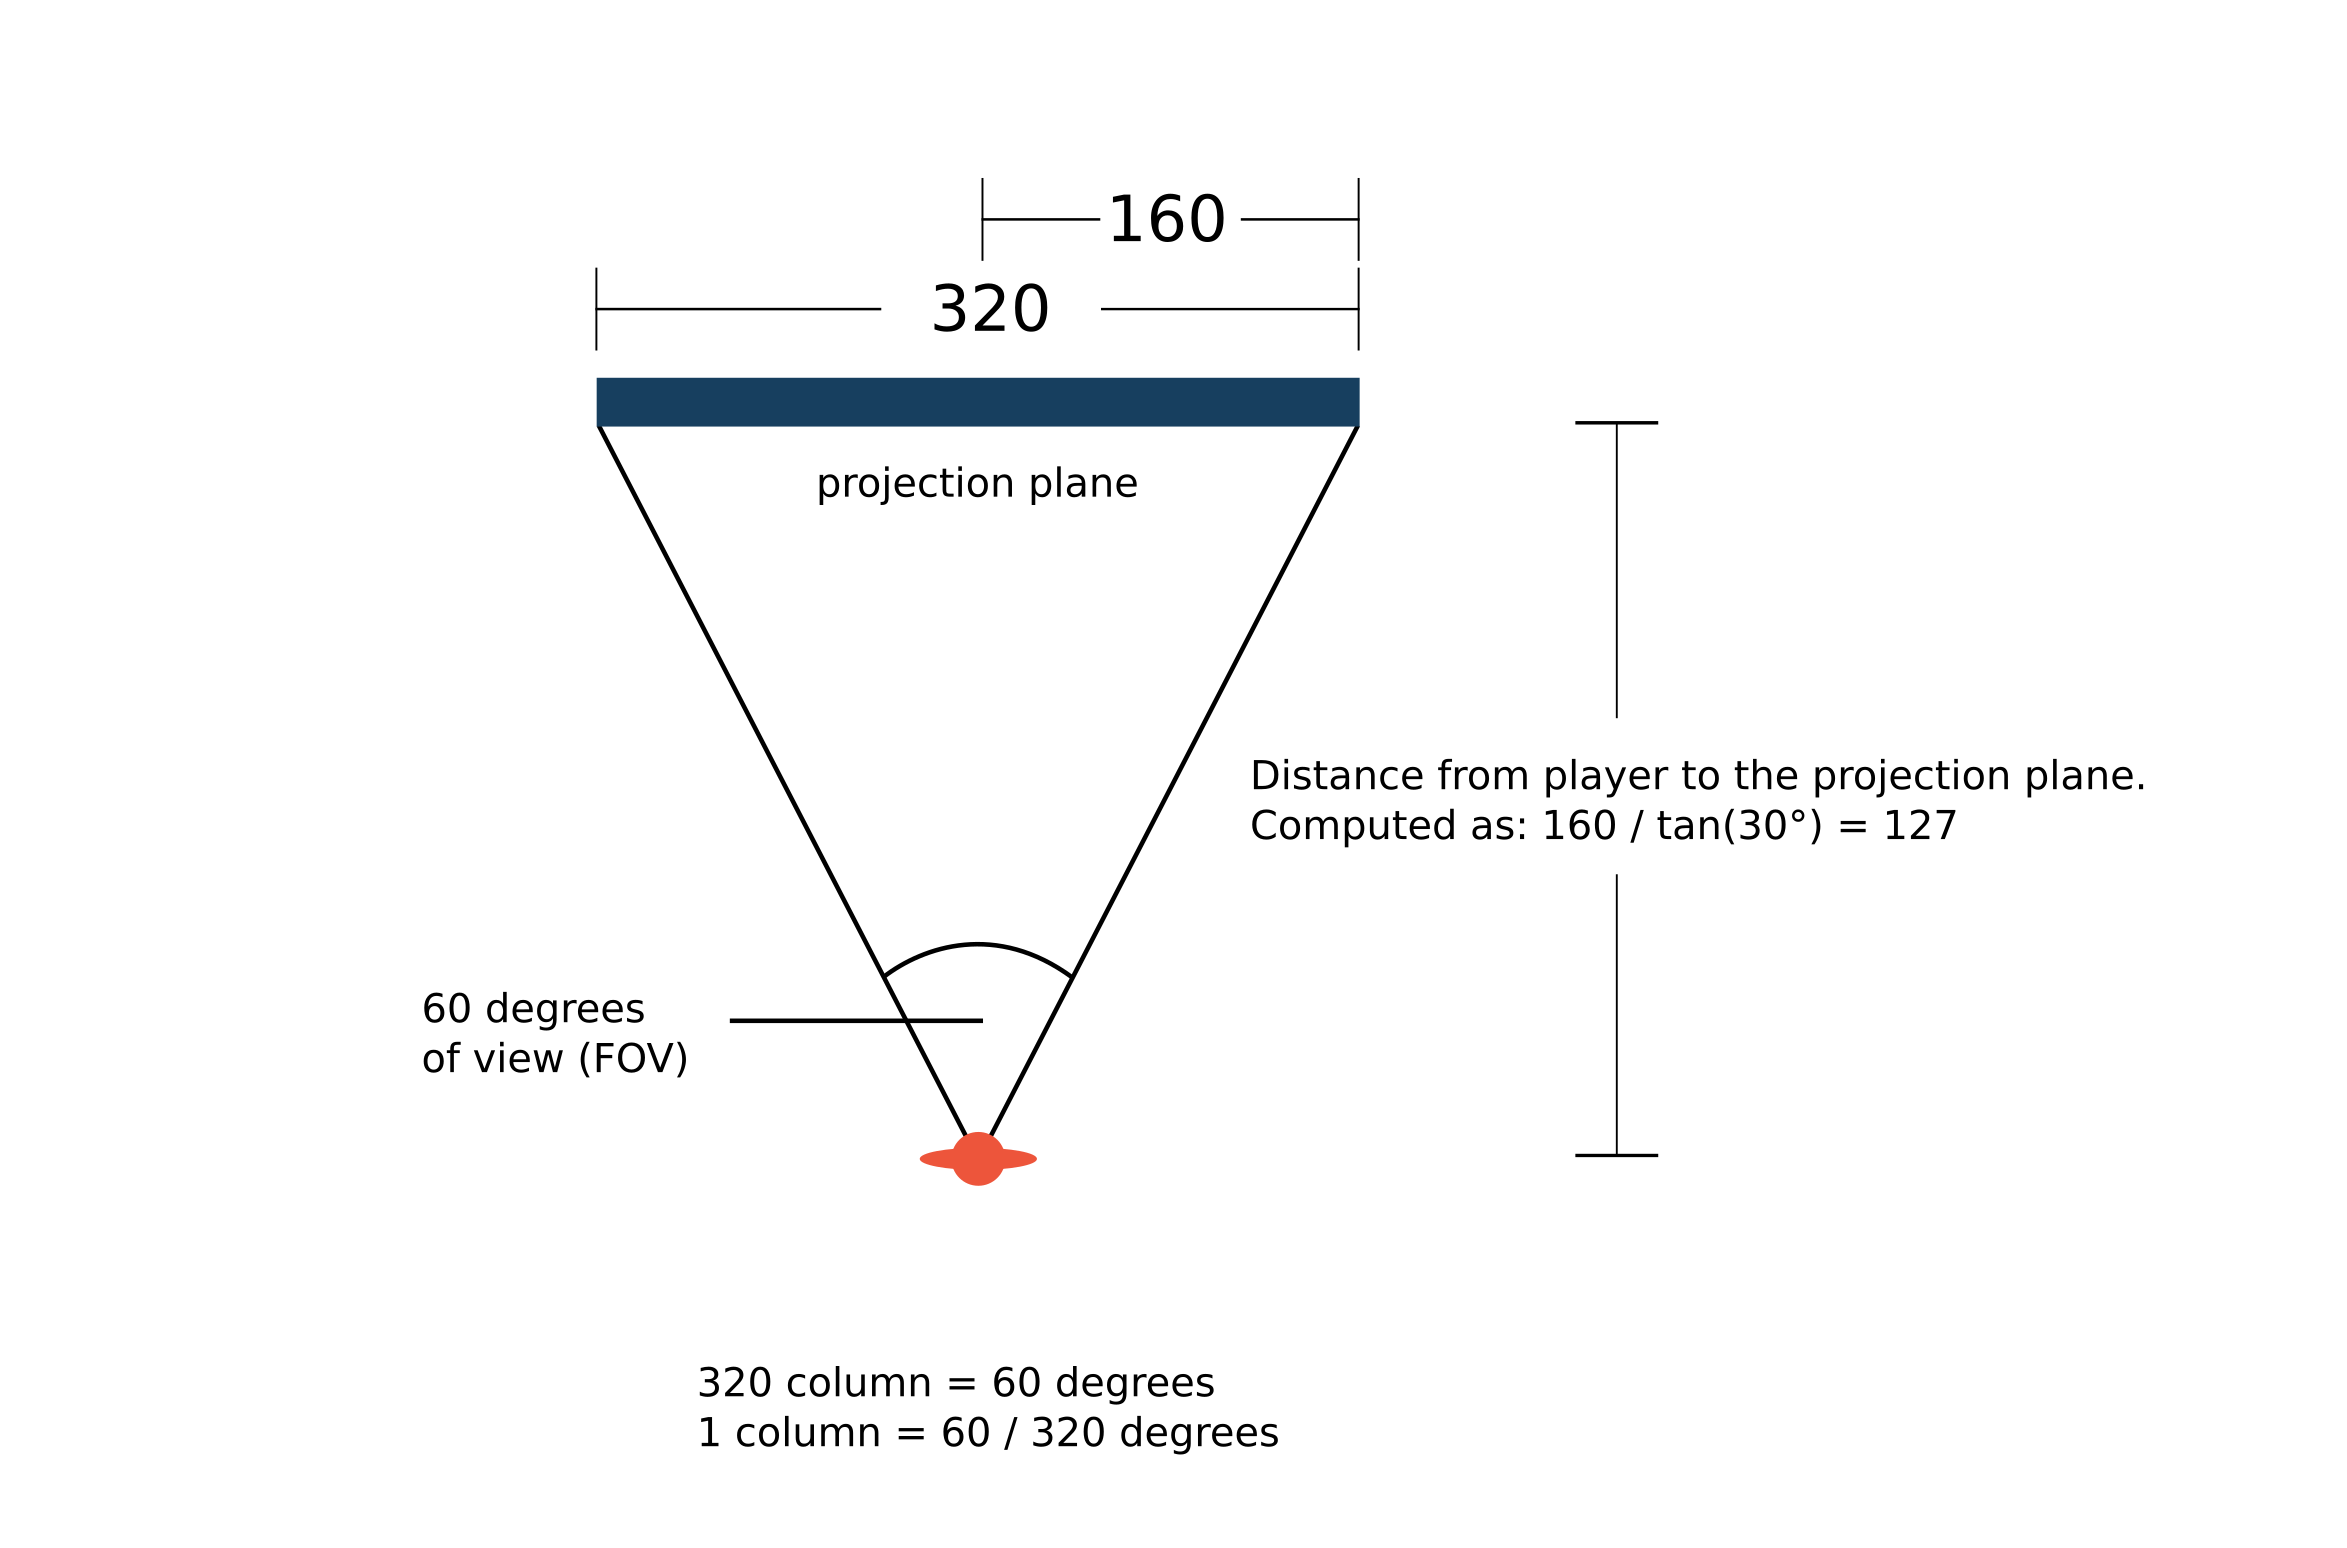 160
320
projection plane
Distance from player to the projection plane.
Computed as: 160 / tan(30°) = 127
60 degrees
of view (FOV)
320 column = 60 degrees
1 column = 60 / 320 degrees